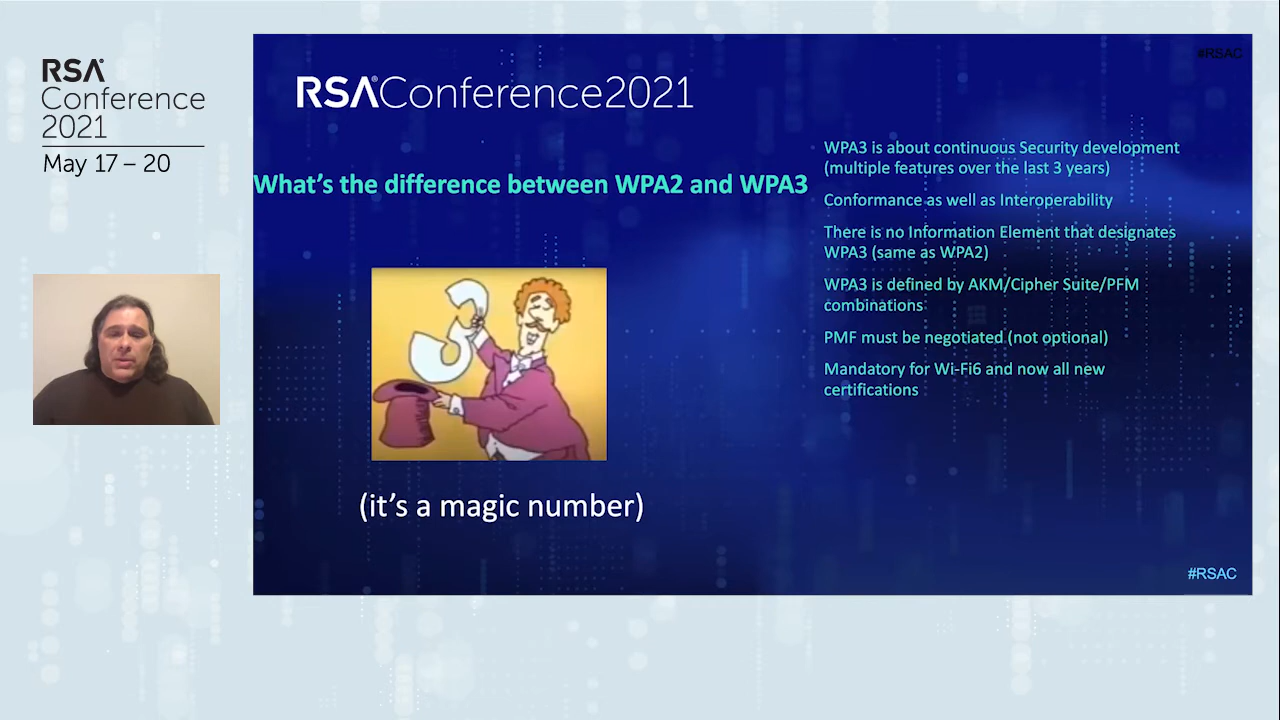 RSA
Conference
2021
May 17 – 20
#RSAC
RSAConference2021
What's the difference between WPA2 and WPA3
(it's a magic number)
WPA3 is about continuous Security development
(multiple features over the last 3 years)
Conformance as well as Interoperability
There is no Information Element that designates
WPA3 (same as WPA2)
WPA3 is defined by AKM/Cipher Suite/PFM
combinations
PMF must be negotiated (not optional)
Mandatory for Wi-Fi6 and now all new
certifications
#RSAC